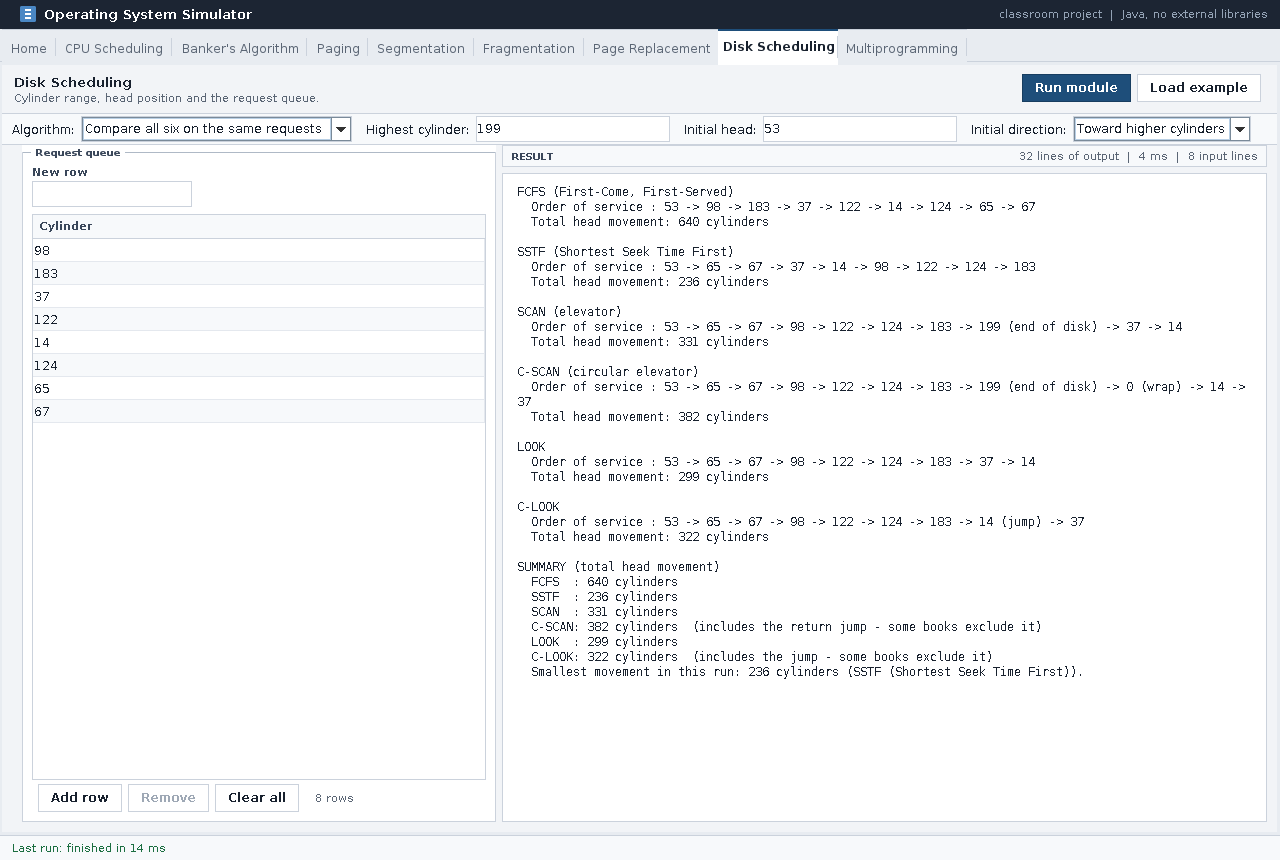 Operating System Simulator
classroom project | Java, no external libraries
Home CPU Scheduling Banker's Algorithm Paging Segmentation Fragmentation Page Replacement Disk Scheduling Multiprogramming
Disk Scheduling
Cylinder range, head position and the request queue.
Run module Load example
Algorithm: Compare all six on the same requests Highest cylinder: 199 Initial head: 53 Initial direction: Toward higher cylinders
Request queue
New row
Cylinder
98
183
37
122
14
124
65
67
Add row Remove Clear all 8 rows
RESULT 32 lines of output | 4 ms | 8 input lines
FCFS (First-Come, First-Served)
Order of service : 53 -> 98 -> 183 -> 37 -> 122 -> 14 -> 124 -> 65 -> 67
Total head movement: 640 cylinders
SSTF (Shortest Seek Time First)
Order of service : 53 -> 65 -> 67 -> 37 -> 14 -> 98 -> 122 -> 124 -> 183
Total head movement: 236 cylinders
SCAN (elevator)
Order of service : 53 -> 65 -> 67 -> 98 -> 122 -> 124 -> 183 -> 199 (end of disk) -> 37 -> 14
Total head movement: 331 cylinders
C-SCAN (circular elevator)
Order of service : 53 -> 65 -> 67 -> 98 -> 122 -> 124 -> 183 -> 199 (end of disk) -> 0 (wrap) -> 14 ->
37
Total head movement: 382 cylinders
LOOK
Order of service : 53 -> 65 -> 67 -> 98 -> 122 -> 124 -> 183 -> 37 -> 14
Total head movement: 299 cylinders
C-LOOK
Order of service : 53 -> 65 -> 67 -> 98 -> 122 -> 124 -> 183 -> 14 (jump) -> 37
Total head movement: 322 cylinders
SUMMARY (total head movement)
FCFS : 640 cylinders
SSTF : 236 cylinders
SCAN : 331 cylinders
C-SCAN: 382 cylinders (includes the return jump - some books exclude it)
LOOK : 299 cylinders
C-LOOK: 322 cylinders (includes the jump - some books exclude it)
Smallest movement in this run: 236 cylinders (SSTF (Shortest Seek Time First)).
Last run: finished in 14 ms